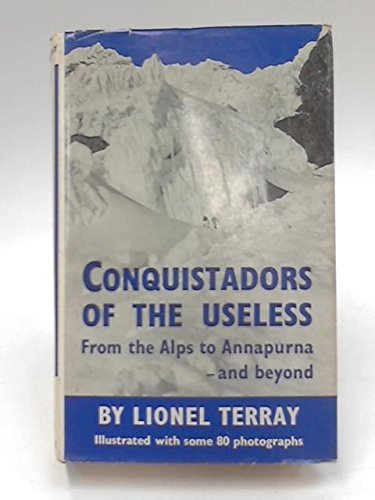 CONQUISTADORS
OF THE USELESS
From the Alps to Annapurna
–and beyond
BY LIONEL TERRAY
Illustrated with some 80 photographs